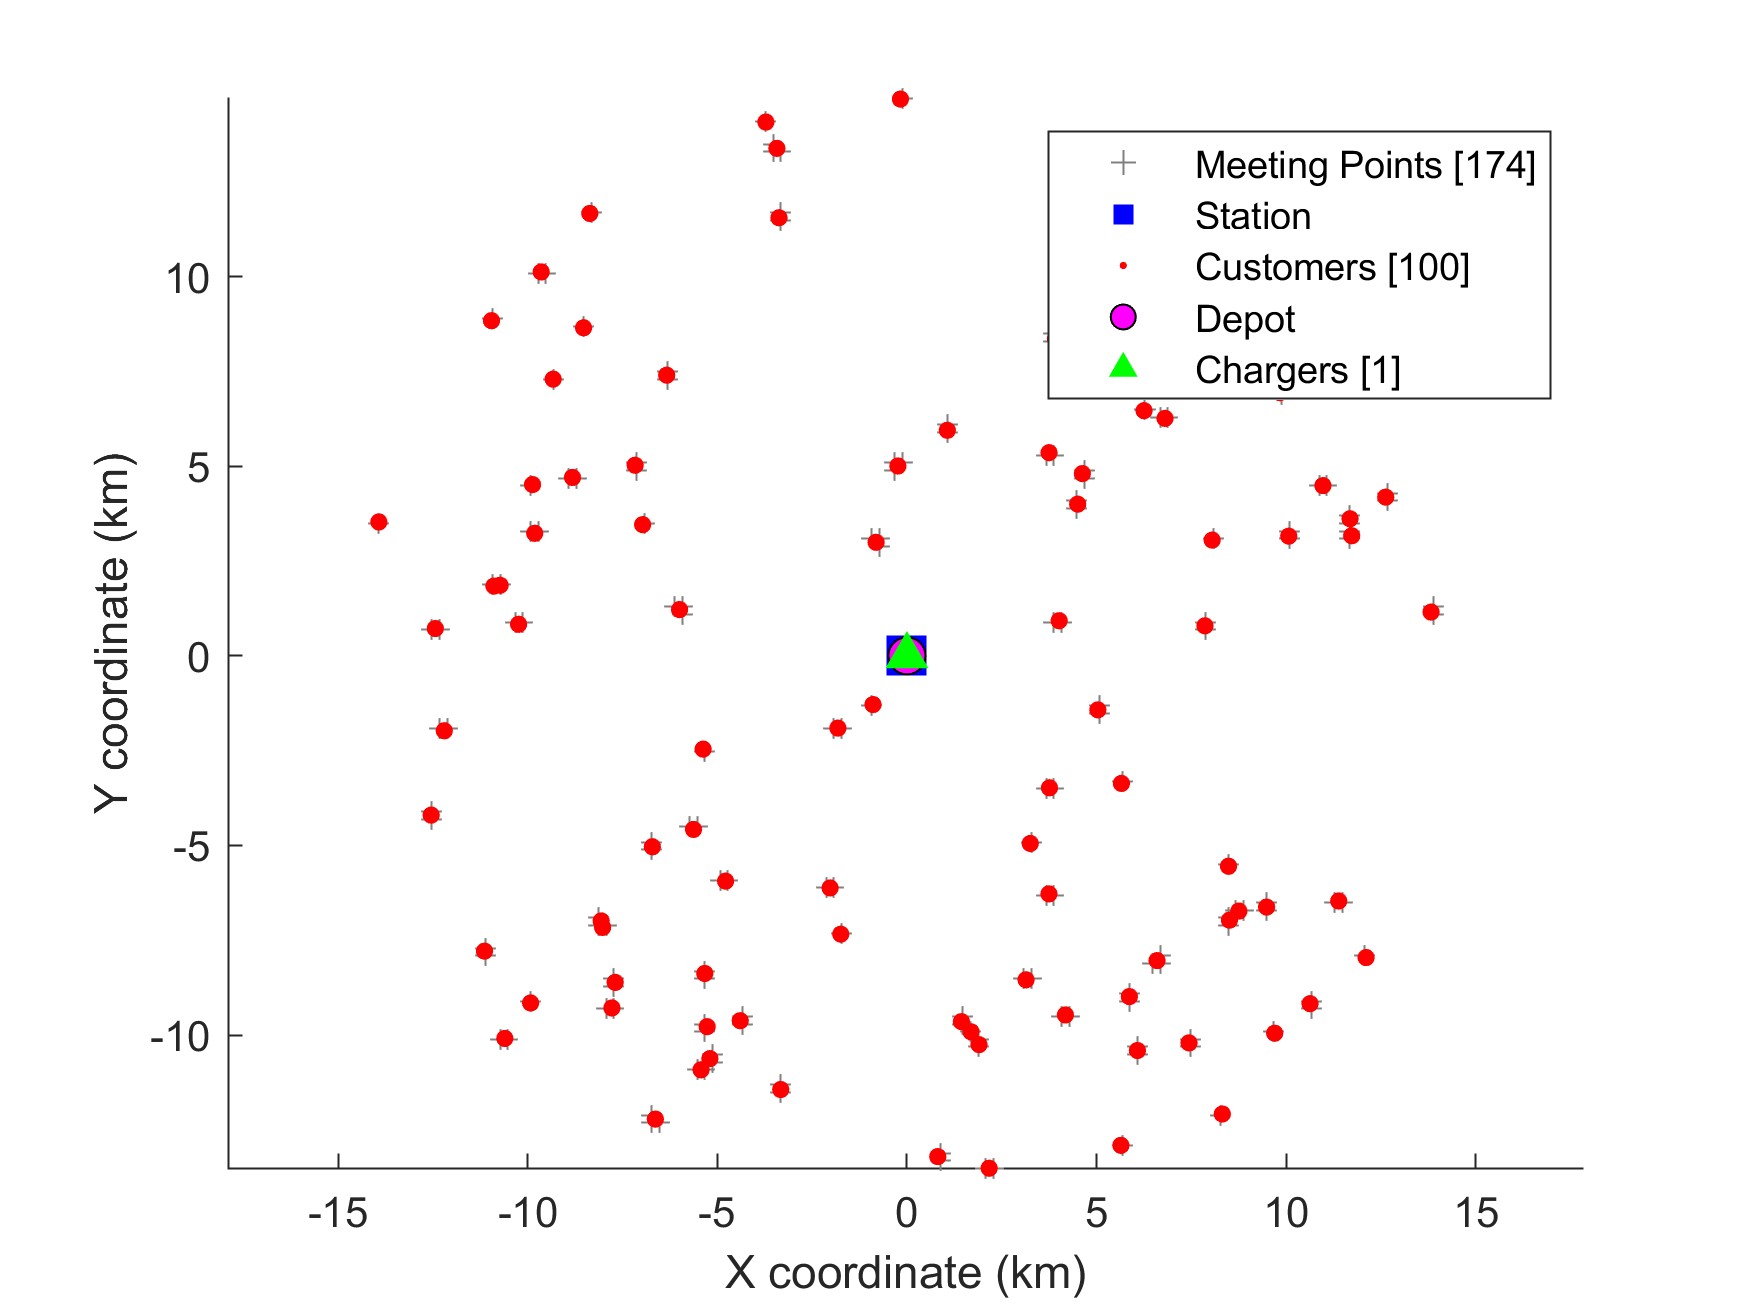 Meeting Points [174]
Station
Customers [100]
Depot
Chargers [1]
10
5
0
-5
-10
Y coordinate (km)
-15 -10 -5 0 5 10 15
X coordinate (km)